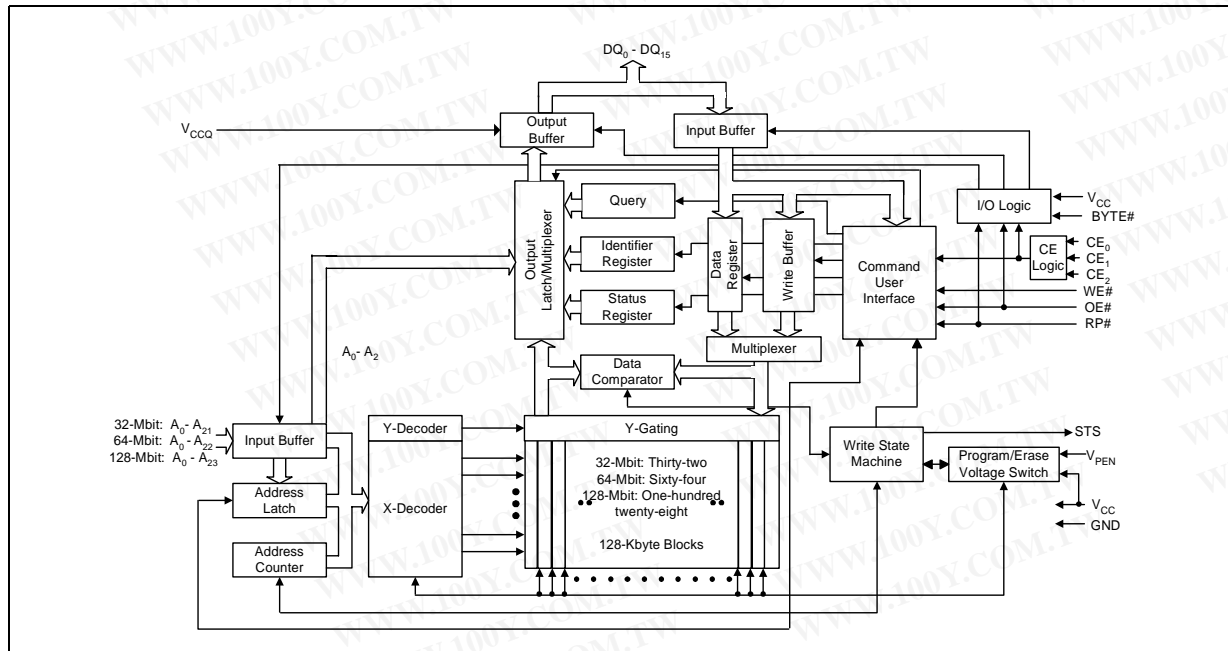 WWW.100Y.COM.TW
DQ0 - DQ15
VCCQ
Output
Buffer
Input Buffer
Output
Latch/Multiplexer
Query
Identifier
Register
Status
Register
Data
Register
Write Buffer
Command
User
Interface
I/O Logic
VCC
BYTE#
CE
Logic
CE0
CE1
CE2
WE#
OE#
RP#
Multiplexer
Data
Comparator
A0- A2
32-Mbit: A0- A21
64-Mbit: A0 - A22
128-Mbit: A0 - A23
Input Buffer
Address
Latch
Address
Counter
Y-Decoder
X-Decoder
Y-Gating
32-Mbit: Thirty-two
64-Mbit: Sixty-four
128-Mbit: One-hundred
twenty-eight
128-Kbyte Blocks
Write State
Machine
Program/Erase
Voltage Switch
STS
VPEN
VCC
GND